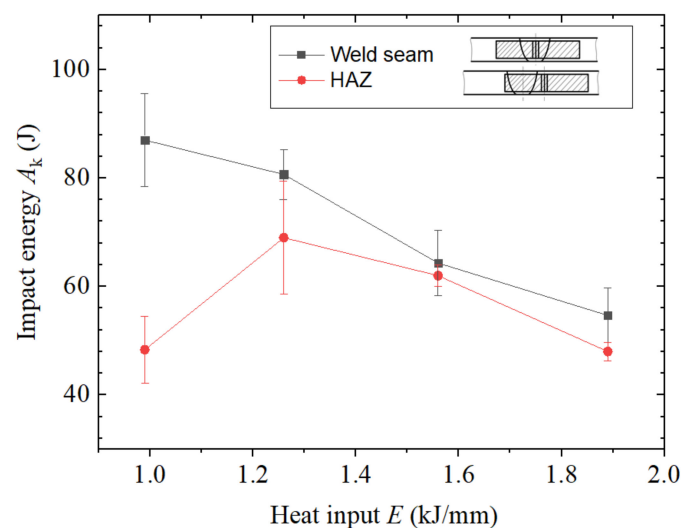 Weld seam
HAZ
100
80
60
40
Impact energy Aₖ (J)
1.0 1.2 1.4 1.6 1.8 2.0
Heat input E (kJ/mm)